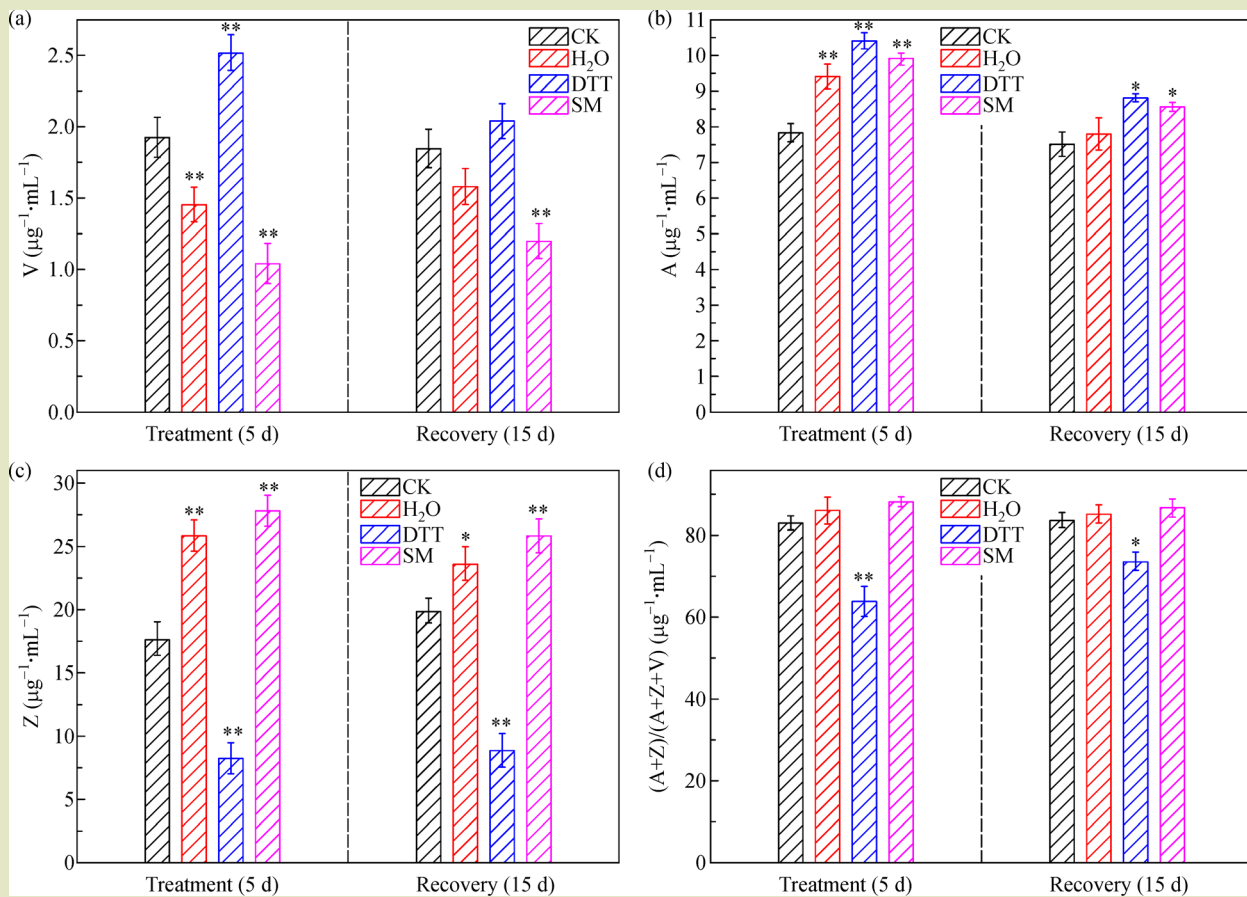 (a)
CK
H₂O
DTT
SM
2.5
2.0
1.5
1.0
0.5
0.0
V (μg⁻¹·mL⁻¹)
**
**
**
**
Treatment (5 d) Recovery (15 d)
(b)
CK
H₂O
DTT
SM
11
10
9
8
7
6
5
4
3
2
1
0
A (μg⁻¹·mL⁻¹)
**
**
**
*
*
Treatment (5 d) Recovery (15 d)
(c)
CK
H₂O
DTT
SM
30
25
20
15
10
5
0
Z (μg⁻¹·mL⁻¹)
**
**
**
*
**
**
Treatment (5 d) Recovery (15 d)
(d)
CK
H₂O
DTT
SM
80
60
40
20
80
0
(A+Z)/(A+Z+V) (μg⁻¹·mL⁻¹)
**
*
Treatment (5 d) Recovery (15 d)